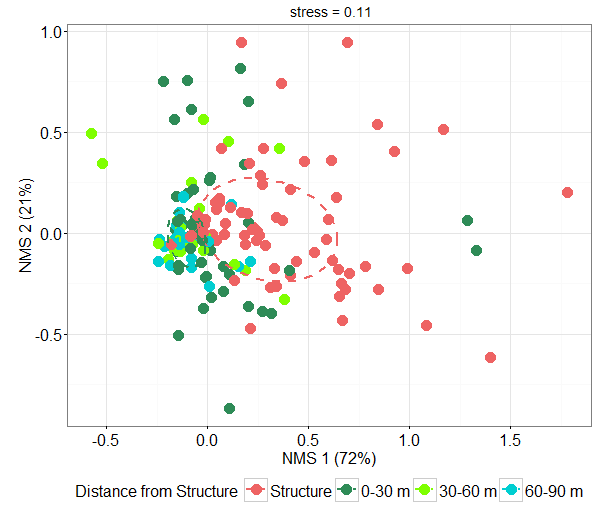 stress = 0.11
1.0
0.5
0.0
-0.5
NMS 2 (21%)
-0.5 0.0 0.5 1.0 1.5
NMS 1 (72%)
Distance from Structure Structure 0-30 m 30-60 m 60-90 m